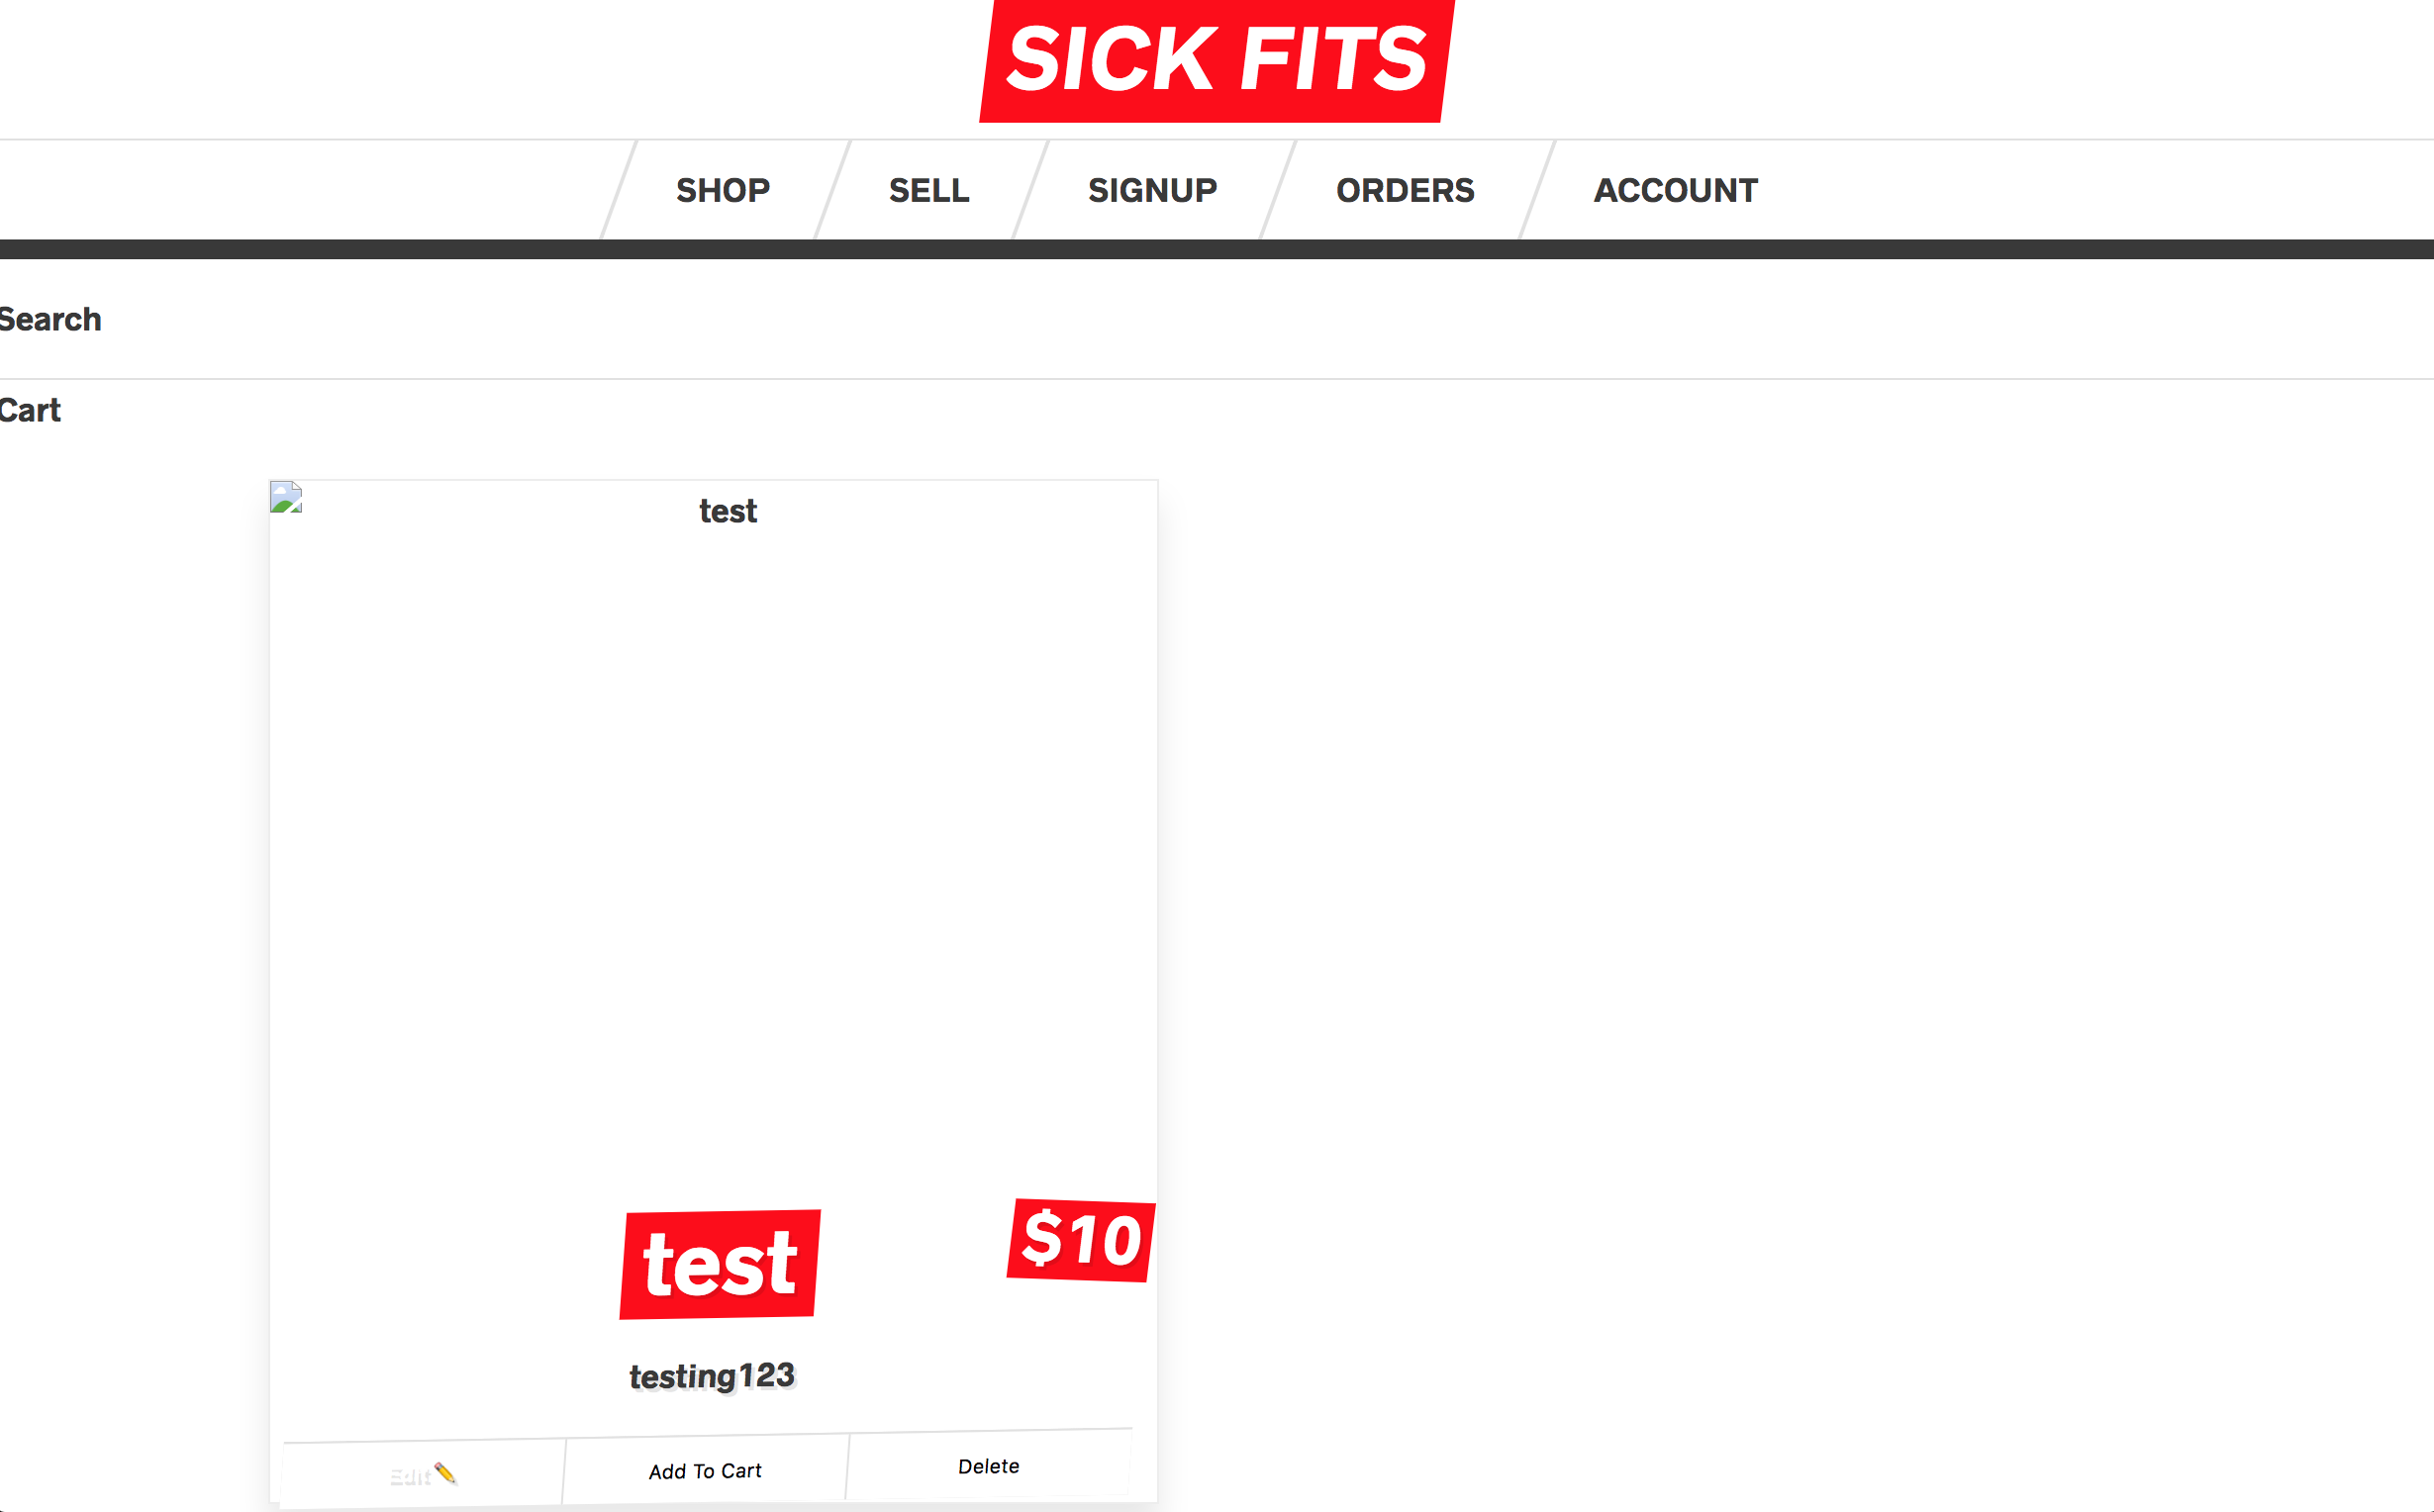 SICK FITS
SHOP SELL SIGNUP ORDERS ACCOUNT
Search
Cart
test
test
$10
testing123
Edit✏️ Add To Cart Delete